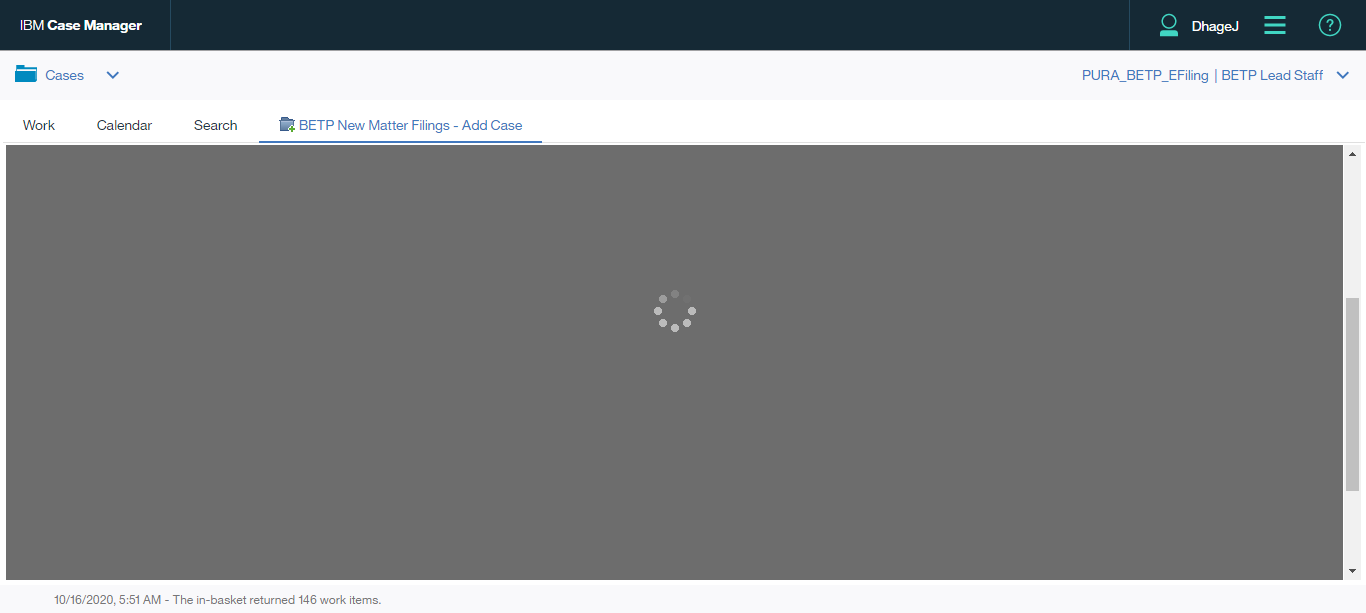 IBM Case Manager
DhageJ
?
Cases
PURA_BETP_EFiling | BETP Lead Staff
Work
Calendar
Search
BETP New Matter Filings - Add Case
10/16/2020, 5:51 AM - The in-basket returned 146 work items.